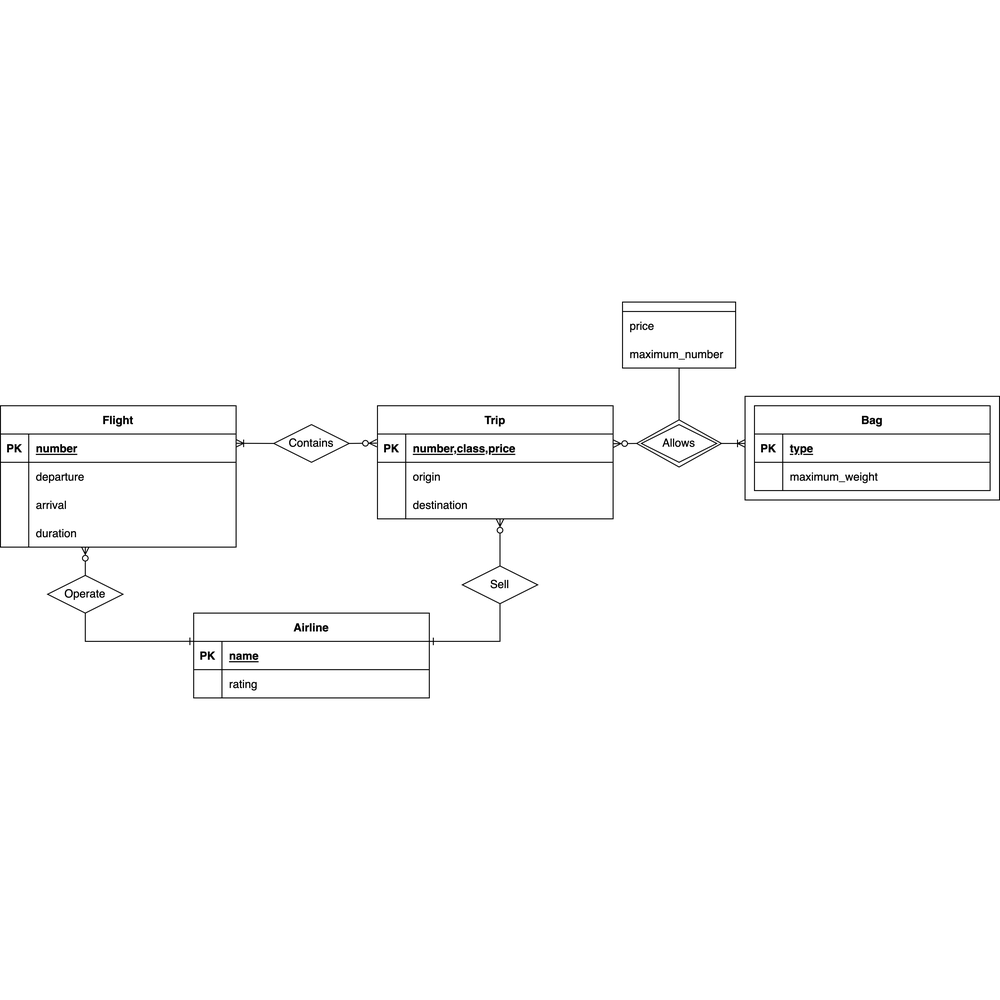 price
maximum_number
Flight
PK number
departure
arrival
duration
Contains
Trip
PK number,class,price
origin
destination
Allows
Bag
PK type
maximum_weight
Operate
Sell
Airline
PK name
rating